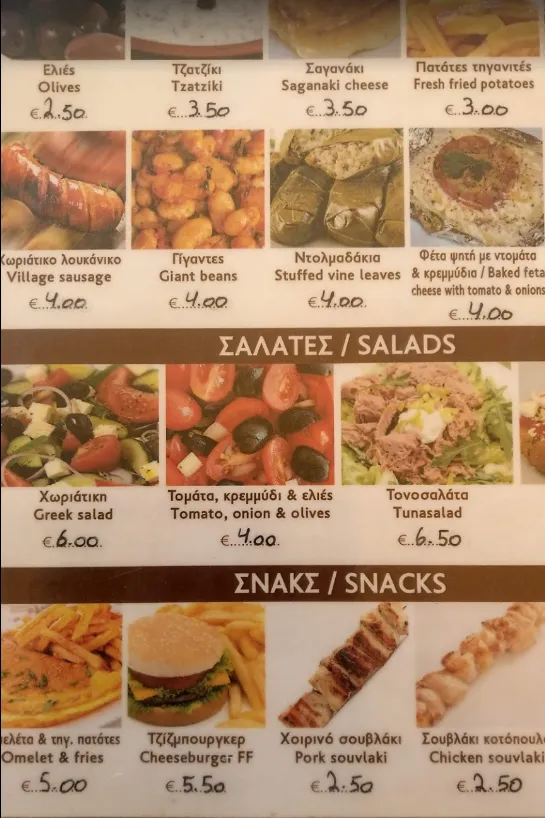 Ελιές
Olives
€..2.50.
Τζατζίκι
Tzatziki
€...3.50
Σαγανάκι
Saganaki cheese
€...3.50
Πατάτες τηγανιτές
Fresh fried potatoes
€...3.00
Χωριάτικο λουκάνικο
Village sausage
€..4.00.
Γίγαντες
Giant beans
€..4.00
Ντολμαδάκια
Stuffed vine leaves
€..4.00.
Φέτα ψητή με ντομάτα
& κρεμμύδια / Baked feta
cheese with tomato & onions
€...4.00
ΣΑΛΑΤΕΣ / SALADS
Χωριάτικη
Greek salad
€.6.00.
Τομάτα, κρεμμύδι & ελιές
Tomato, onion & olives
€...4.00.
Τονοσαλάτα
Tunasalad
€..6.50
ΣΝΑΚΣ / SNACKS
& τηγ. πατάτες
Omelet & fries
€..5.00
Τζίζμπουργκερ
Cheeseburger FF
€..5.50.
Χοιρινό σουβλάκι
Pork souvlaki
€..2.50
Σουβλάκι
Chicken souvlaki
€..2.50